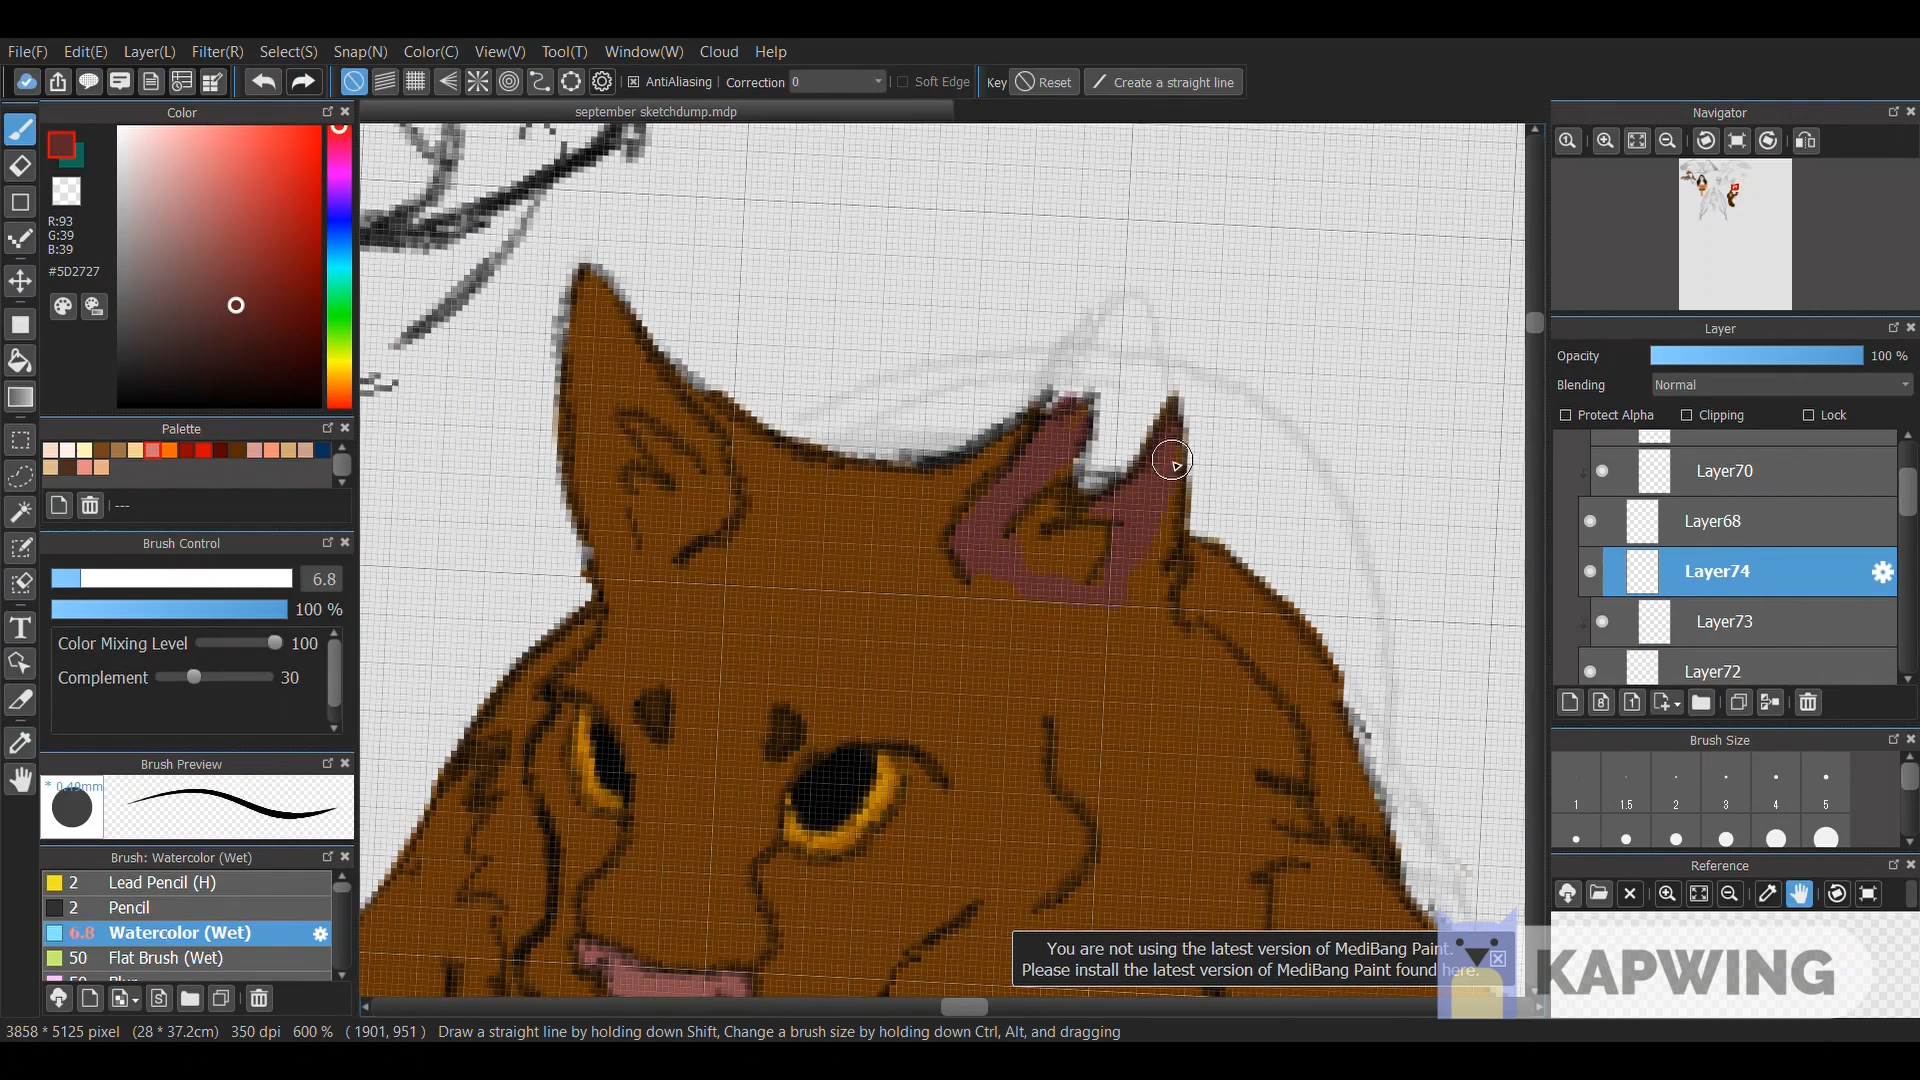 File(F) Edit(E) Layer(L) Filter(R) Select(S) Snap(N) Color(C) View(V) Tool(T) Window(W) Cloud Help
AntiAliasing Correction 0 Soft Edge Key Reset Create a straight line
Color
september sketchdump.mdp
R:93
G:39
B:39
#5D2727
Palette
---
Brush Control
6.8
100 %
Color Mixing Level 100
Complement 30
Brush Preview
* 0.49mm
Brush: Watercolor (Wet)
2 Lead Pencil (H)
2 Pencil
6.8 Watercolor (Wet)
50 Flat Brush (Wet)
Navigator
Layer
Opacity 100 %
Blending Normal
Protect Alpha Clipping Lock
Layer70
Layer68
Layer74
Layer73
Layer72
8 1
Brush Size
1 1.5 2 3 4 5
Reference
You are not using the latest version of MediBang Paint.
Please install the latest version of MediBang Paint found here.
KAPWING
3858 * 5125 pixel (28 * 37.2cm) 350 dpi 600 % ( 1901, 951 ) Draw a straight line by holding down Shift, Change a brush size by holding down Ctrl, Alt, and dragging